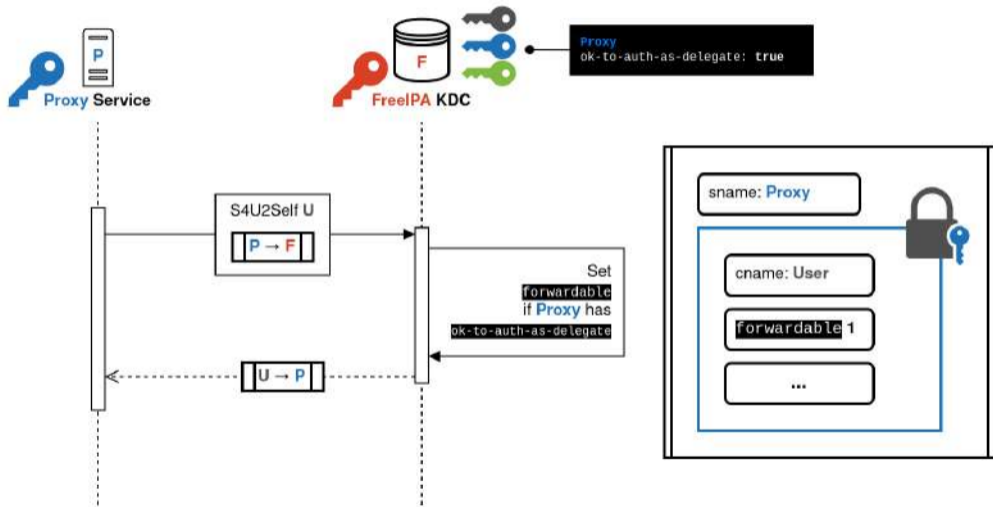 P
F
Proxy
ok-to-auth-as-delegate: true
Proxy Service
FreeIPA KDC
S4U2Self U
P → F
Set
forwardable
if Proxy has
ok-to-auth-as-delegate
U → P
sname: Proxy
cname: User
forwardable 1
...